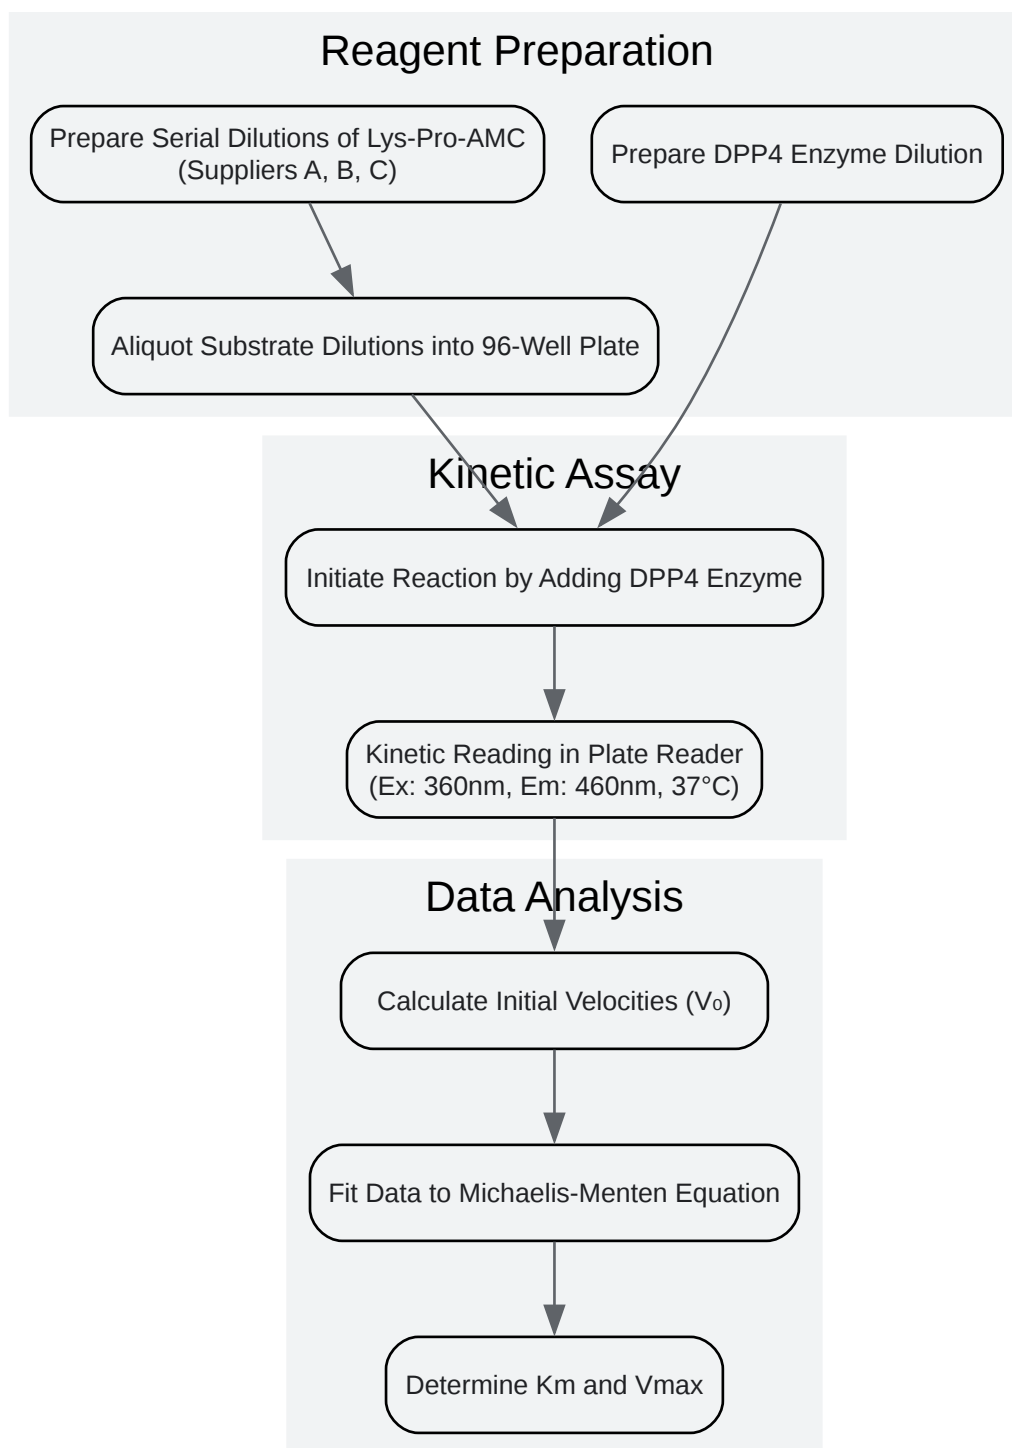 Reagent Preparation
Prepare Serial Dilutions of Lys-Pro-AMC
(Suppliers A, B, C)
Prepare DPP4 Enzyme Dilution
Aliquot Substrate Dilutions into 96-Well Plate
Kinetic Assay
Initiate Reaction by Adding DPP4 Enzyme
Kinetic Reading in Plate Reader
(Ex: 360nm, Em: 460nm, 37°C)
Data Analysis
Calculate Initial Velocities (V₀)
Fit Data to Michaelis-Menten Equation
Determine Km and Vmax